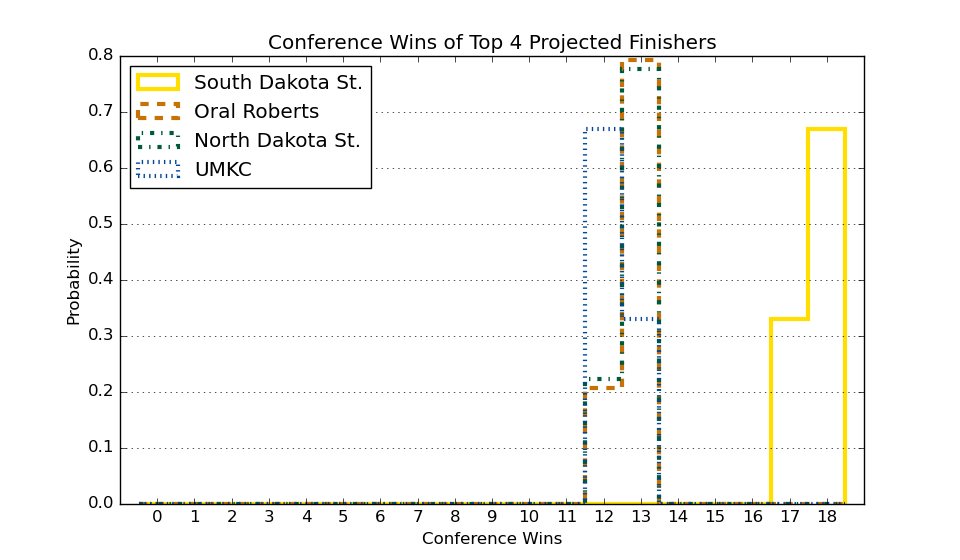 Conference Wins of Top 4 Projected Finishers
0.8
0.7
0.6
0.5
0.4
0.3
0.2
0.1
0.0
Probability
South Dakota St.
Oral Roberts
North Dakota St.
UMKC
0 1 2 3 4 5 6 7 8 9 10 11 12 13 14 15 16 17 18
Conference Wins